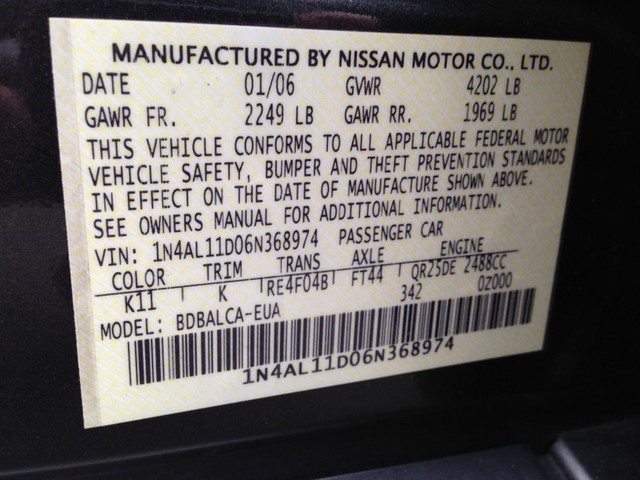 MANUFACTURED BY NISSAN MOTOR CO., LTD.
DATE 01/06 GVWR 4202 LB
GAWR FR. 2249 LB GAWR RR. 1969 LB
THIS VEHICLE CONFORMS TO ALL APPLICABLE FEDERAL MOTOR
VEHICLE SAFETY, BUMPER AND THEFT PREVENTION STANDARDS
IN EFFECT ON THE DATE OF MANUFACTURE SHOWN ABOVE.
SEE OWNERS MANUAL FOR ADDITIONAL INFORMATION.
VIN: 1N4AL11D06N368974 PASSENGER CAR
COLOR TRIM TRANS AXLE ENGINE
K11 K RE4F04B FT44 QR25DE 2488CC
342 0Z000
MODEL: BDBALCA-EUA
1N4AL11D06N368974